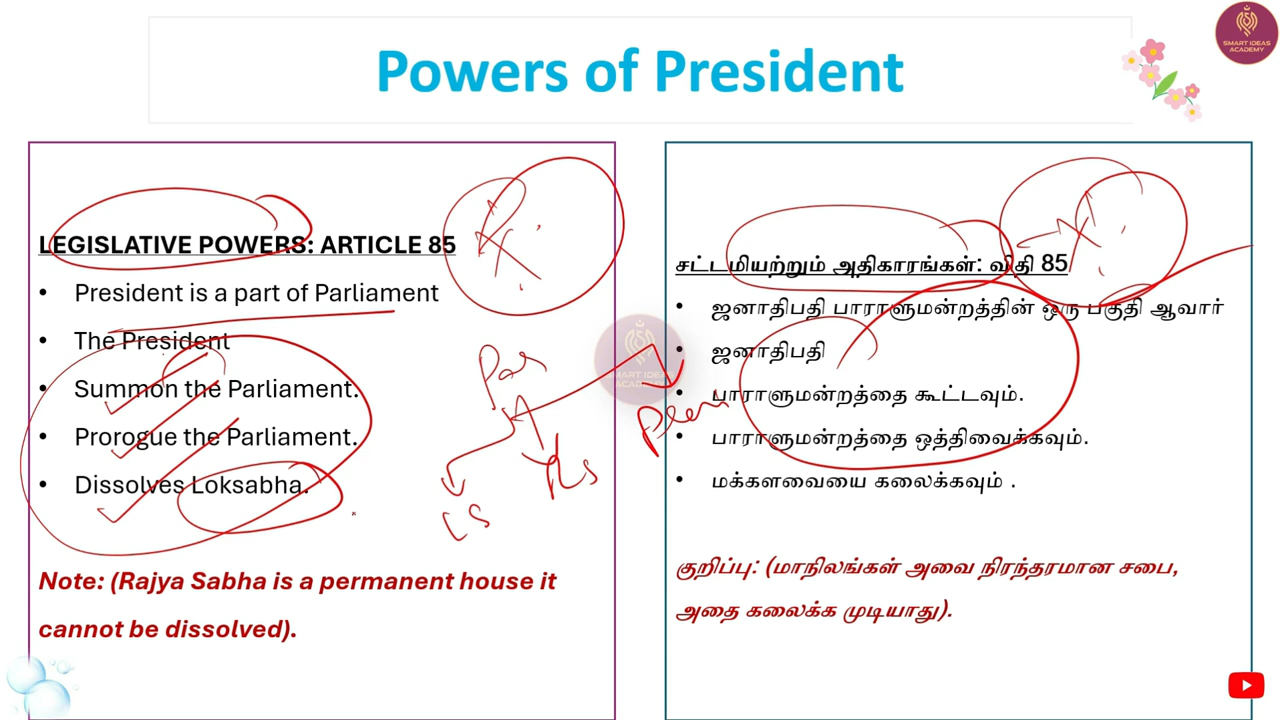 Powers of President
SMART IDEAS
ACADEMY
LEGISLATIVE POWERS: ARTICLE 85
• President is a part of Parliament
• The President
• Summon the Parliament.
• Prorogue the Parliament.
• Dissolves Loksabha.
Note: (Rajya Sabha is a permanent house it
cannot be dissolved).
Par
LS
RS
சட்டமியற்றும் அதிகாரங்கள்: விதி 85
• ஜனாதிபதி பாராளுமன்றத்தின் ஒரு பகுதி ஆவார்
• ஜனாதிபதி
• பாராளுமன்றத்தை கூட்டவும்.
• பாராளுமன்றத்தை ஒத்திவைக்கவும்.
• மக்களவையை கலைக்கவும் .
குறிப்பு: (மாநிலங்கள் அவை நிரந்தரமான சபை,
அதை கலைக்க முடியாது).